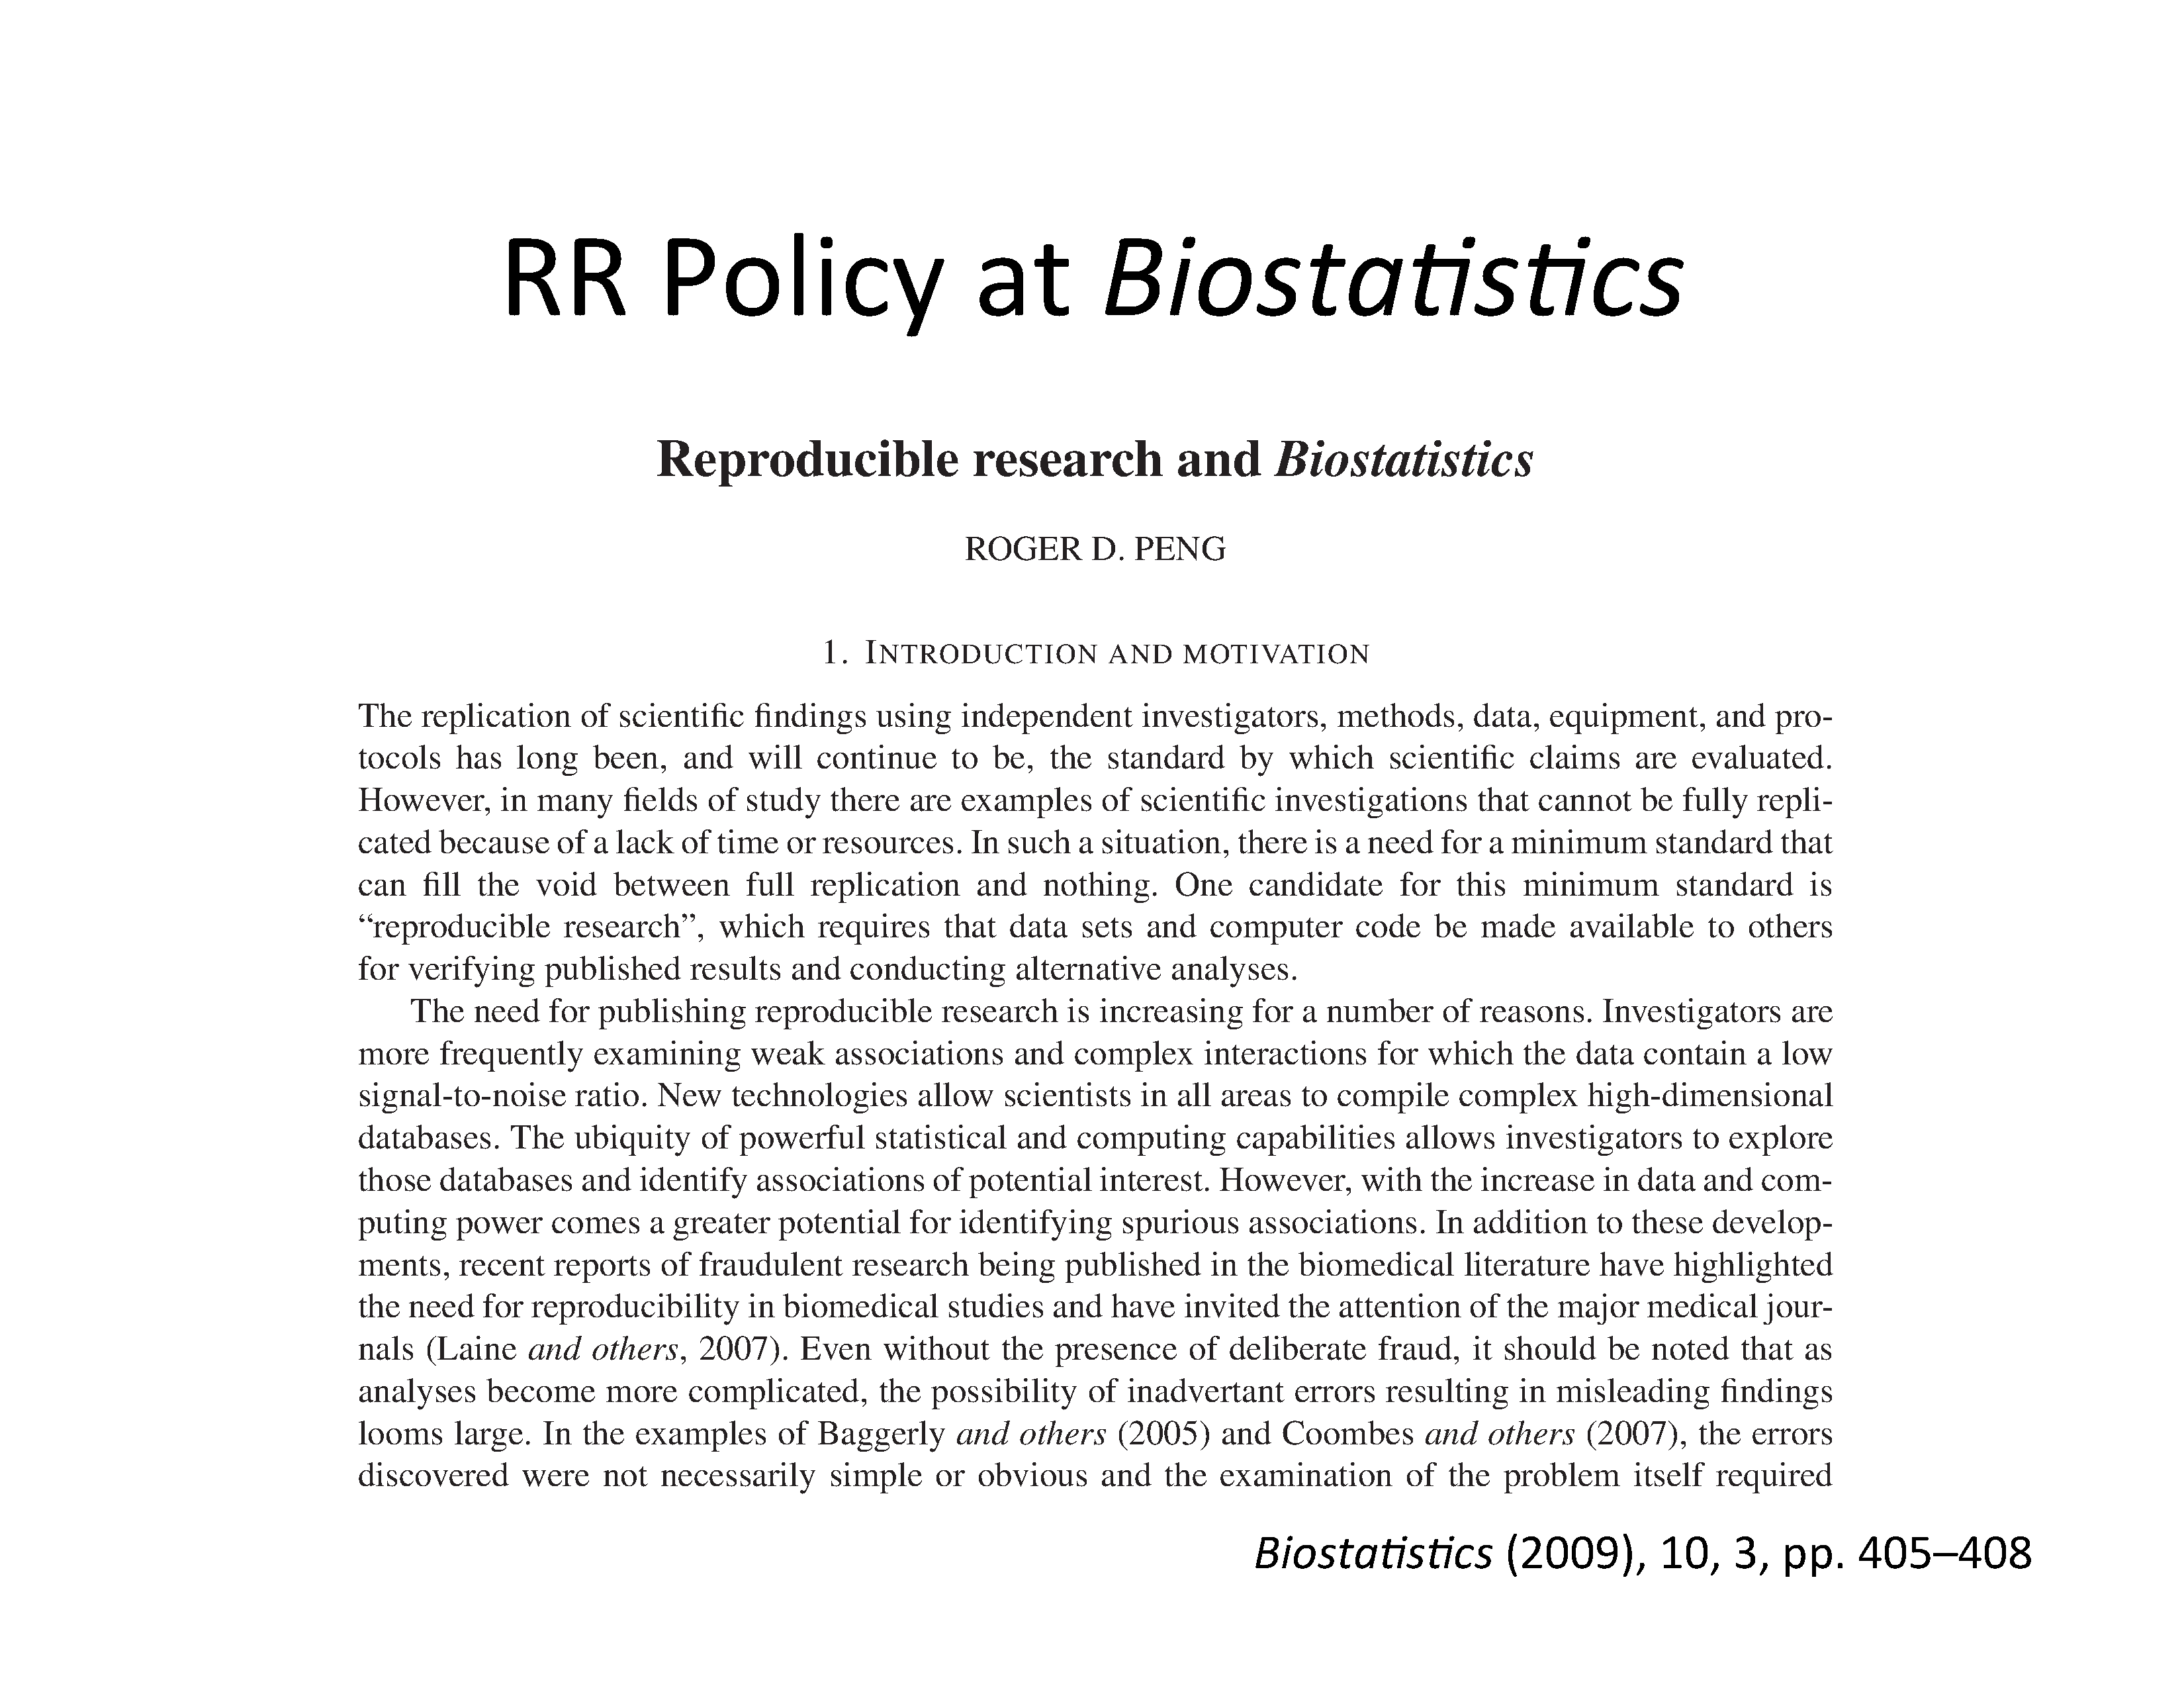 RR Policy at Biostatistics
Reproducible research and Biostatistics
ROGER D. PENG
1. INTRODUCTION AND MOTIVATION
The replication of scientific findings using independent investigators, methods, data, equipment, and pro-
tocols has long been, and will continue to be, the standard by which scientific claims are evaluated.
However, in many fields of study there are examples of scientific investigations that cannot be fully repli-
cated because of a lack of time or resources. In such a situation, there is a need for a minimum standard that
can fill the void between full replication and nothing. One candidate for this minimum standard is
“reproducible research”, which requires that data sets and computer code be made available to others
for verifying published results and conducting alternative analyses.
The need for publishing reproducible research is increasing for a number of reasons. Investigators are
more frequently examining weak associations and complex interactions for which the data contain a low
signal-to-noise ratio. New technologies allow scientists in all areas to compile complex high-dimensional
databases. The ubiquity of powerful statistical and computing capabilities allows investigators to explore
those databases and identify associations of potential interest. However, with the increase in data and com-
puting power comes a greater potential for identifying spurious associations. In addition to these develop-
ments, recent reports of fraudulent research being published in the biomedical literature have highlighted
the need for reproducibility in biomedical studies and have invited the attention of the major medical jour-
nals (Laine and others, 2007). Even without the presence of deliberate fraud, it should be noted that as
analyses become more complicated, the possibility of inadvertant errors resulting in misleading findings
looms large. In the examples of Baggerly and others (2005) and Coombes and others (2007), the errors
discovered were not necessarily simple or obvious and the examination of the problem itself required
Biostatistics (2009), 10, 3, pp. 405–408